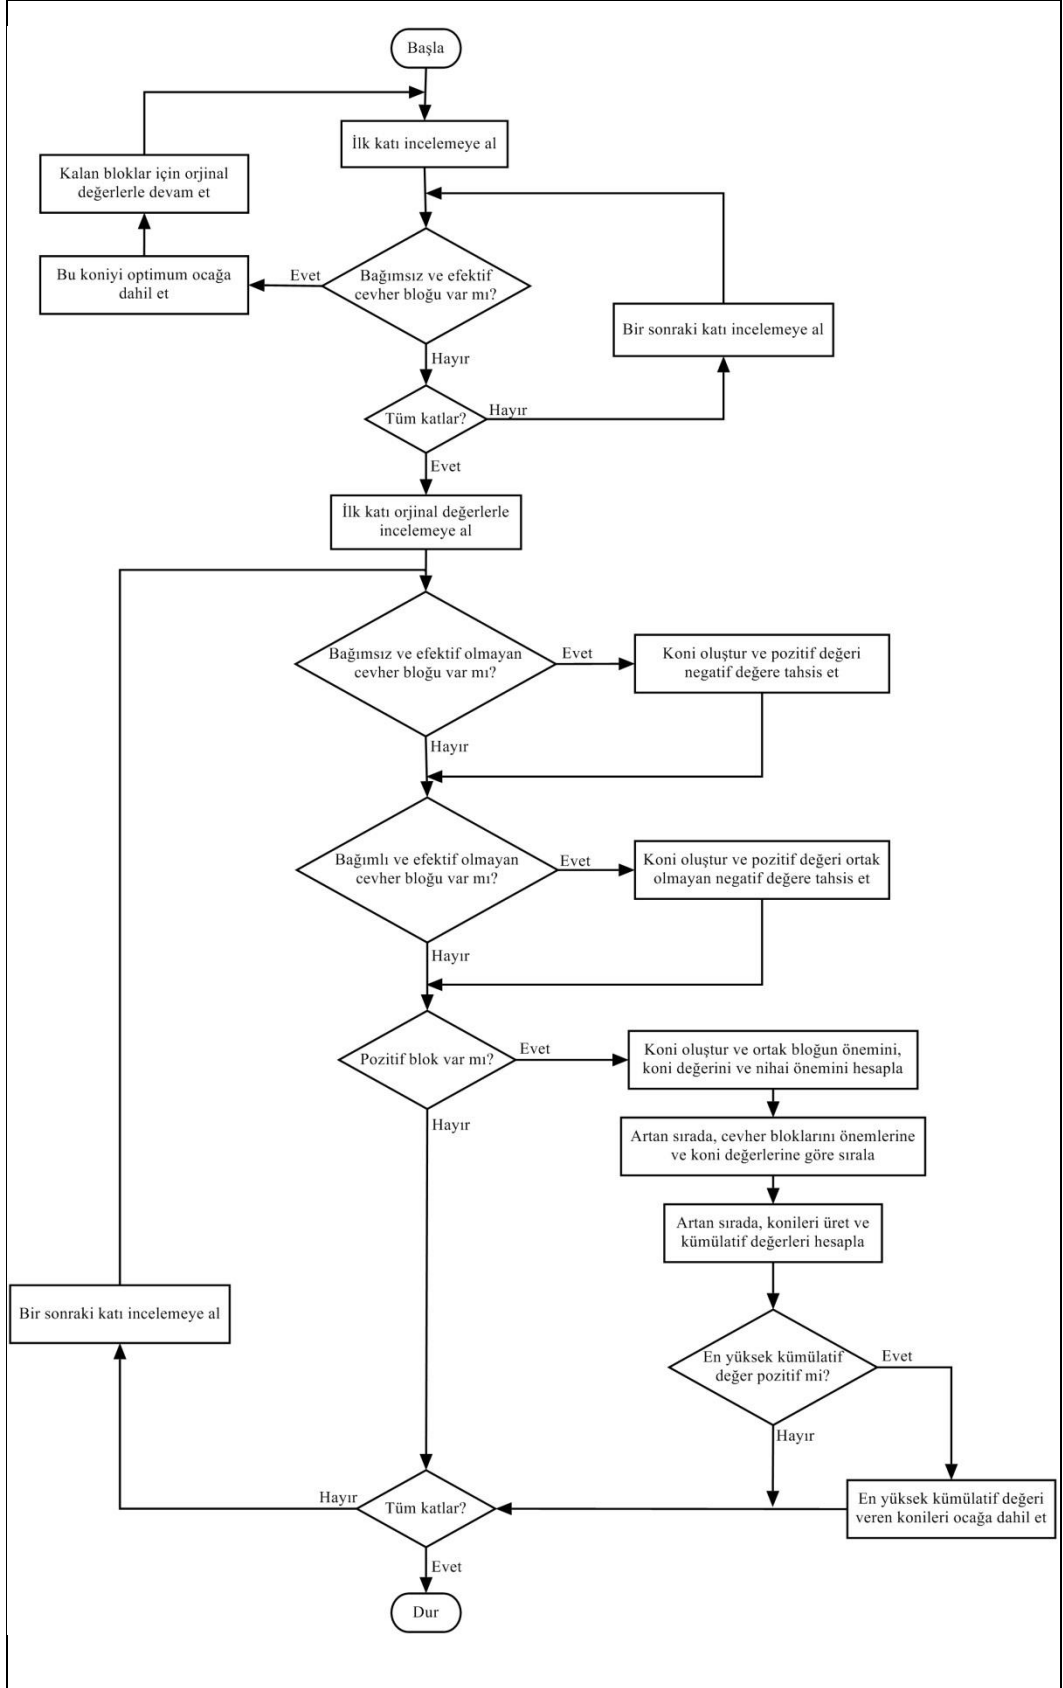 Başla
İlk katı incelemeye al
Kalan bloklar için orjinal
değerlerle devam et
Bu koniyi optimum ocağa
dahil et
Evet
Bağımsız ve efektif
cevher bloğu var mı?
Bir sonraki katı incelemeye al
Hayır
Tüm katlar?
Hayır
Evet
İlk katı orjinal değerlerle
incelemeye al
Bağımsız ve efektif olmayan
cevher bloğu var mı?
Evet
Koni oluştur ve pozitif değeri
negatif değere tahsis et
Hayır
Bağımlı ve efektif olmayan
cevher bloğu var mı?
Evet
Koni oluştur ve pozitif değeri ortak
olmayan negatif değere tahsis et
Hayır
Pozitif blok var mı?
Evet
Koni oluştur ve ortak bloğun önemini,
koni değerini ve nihai önemini hesapla
Hayır
Artan sırada, cevher bloklarını önemlerine
ve koni değerlerine göre sırala
Artan sırada, konileri üret ve
kümülatif değerleri hesapla
Bir sonraki katı incelemeye al
En yüksek kümülatif
değer pozitif mi?
Evet
Hayır
En yüksek kümülatif değeri
veren konileri ocağa dahil et
Hayır
Tüm katlar?
Evet
Dur